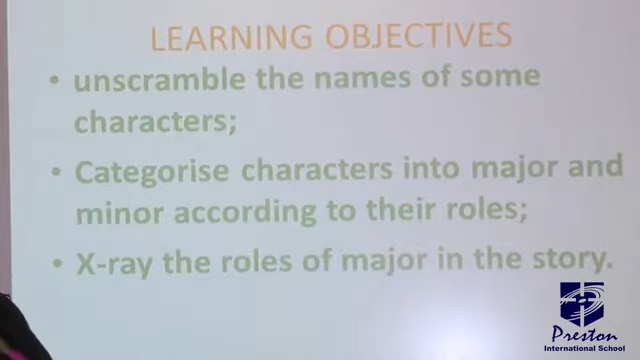 LEARNING OBJECTIVES
• unscramble the names of some
characters;
• Categorise characters into major and
minor according to their roles;
• X-ray the roles of major in the story.
Preston
International School